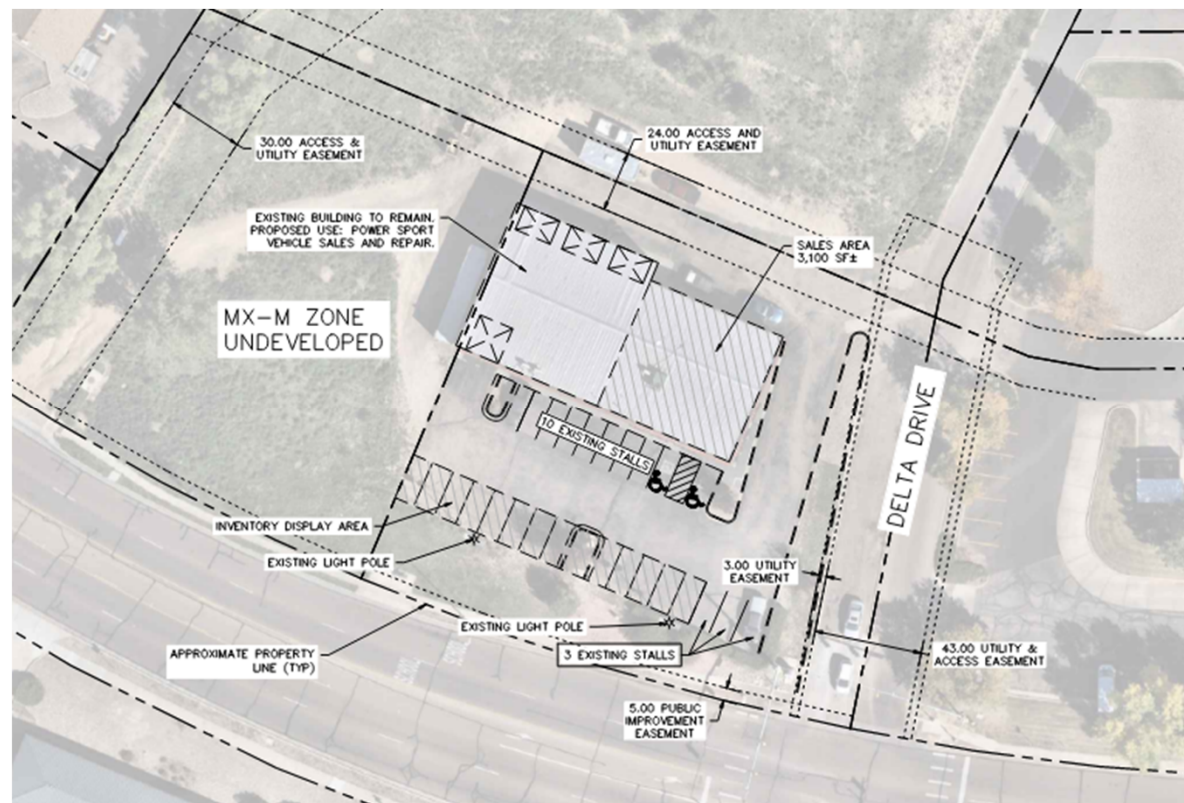 24.00 ACCESS AND
UTILITY EASEMENT
30.00 ACCESS &
UTILITY EASEMENT
EXISTING BUILDING TO REMAIN.
PROPOSED USE: POWER SPORT
VEHICLE SALES AND REPAIR.
SALES AREA
3,100 SF±
MX-M ZONE
UNDEVELOPED
DELTA DRIVE
10 EXISTING STALLS
INVENTORY DISPLAY AREA
EXISTING LIGHT POLE
3.00 UTILITY
EASEMENT
EXISTING LIGHT POLE
3 EXISTING STALLS
APPROXIMATE PROPERTY
LINE (TYP)
43.00 UTILITY &
ACCESS EASEMENT
5.00 PUBLIC
IMPROVEMENT
EASEMENT